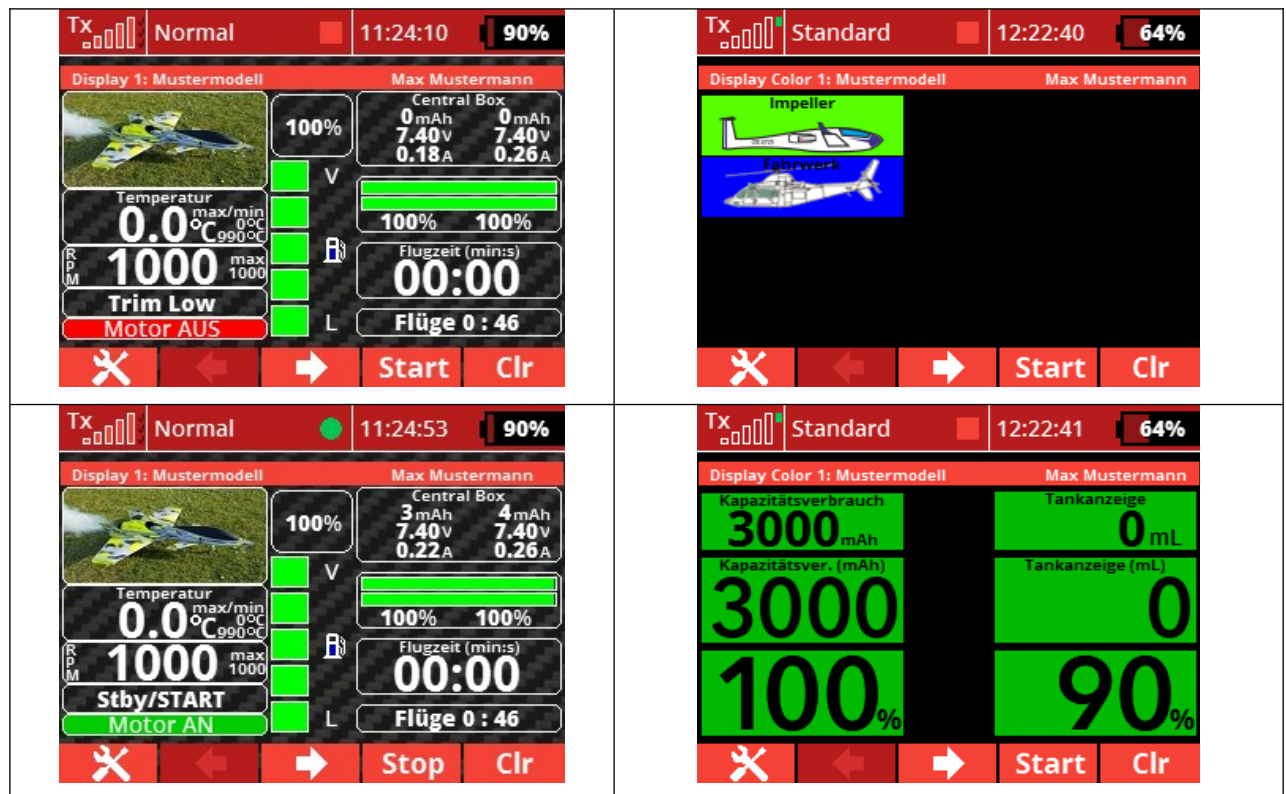 Tx Normal 11:24:10 90%
Display 1: Mustermodell Max Mustermann
100%
Central Box
0mAh 0mAh
7.40V 7.40V
0.18A 0.26A
V
Temperatur
0.0°C max/min
0°C
990°C
100% 100%
RPM 1000 max
1000
Flugzeit (min:s)
00:00
Trim Low
Motor AUS
L
Flüge 0 : 46
Start Clr
Tx Standard 12:22:40 64%
Display Color 1: Mustermodell Max Mustermann
Impeller
Fahrwerk
Start Clr
Tx Normal 11:24:53 90%
Display 1: Mustermodell Max Mustermann
100%
Central Box
3mAh 4mAh
7.40V 7.40V
0.22A 0.26A
V
Temperatur
0.0°C max/min
0°C
990°C
100% 100%
RPM 1000 max
1000
Flugzeit (min:s)
00:00
Stby/START
Motor AN
L
Flüge 0 : 46
Stop Clr
Tx Standard 12:22:41 64%
Display Color 1: Mustermodell Max Mustermann
Kapazitätsverbrauch
3000mAh
Tankanzeige
0mL
Kapazitätsver. (mAh)
3000
Tankanzeige (mL)
0
100%
90%
Start Clr